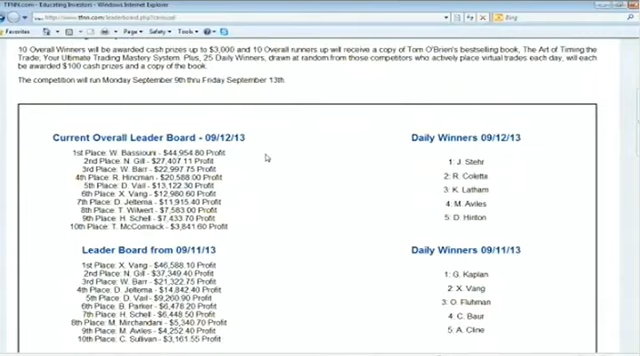 TFNN.com - Educating Investors - Windows Internet Explorer
http://www.tfnn.com/leaderboard.php?carousel
Bing
Favorites
Page
Safety
Tools
10 Overall Winners will be awarded cash prizes up to $3,000 and 10 Overall runners up will receive a copy of Tom O'Brien's bestselling book, The Art of Timing the
Trade; Your Ultimate Trading Mastery System. Plus, 25 Daily Winners, drawn at random from those competitors who actively place virtual trades each day, will each
be awarded $100 cash prizes and a copy of the book.
The competition will run Monday September 9th thru Friday September 13th.
Current Overall Leader Board - 09/12/13
1st Place: W. Bassiouni - $44,954.80 Profit
2nd Place: N. Gill - $27,407.11 Profit
3rd Place: W. Barr - $22,997.75 Profit
4th Place: R. Hincman - $20,588.00 Profit
5th Place: D. Vail - $13,122.30 Profit
6th Place: X. Vang - $12,980.60 Profit
7th Place: D. Jeltema - $11,915.40 Profit
8th Place: T. Wilwert - $7,583.00 Profit
9th Place: H. Schell - $7,433.70 Profit
10th Place: T. McCormack - $3,841.60 Profit
Daily Winners 09/12/13
1: J. Stehr
2: R. Coletta
3: K. Latham
4: M. Aviles
5: D. Hinton
Leader Board from 09/11/13
1st Place: X. Vang - $46,588.10 Profit
2nd Place: N. Gill - $37,349.40 Profit
3rd Place: W. Barr - $21,322.75 Profit
4th Place: D. Jeltema - $14,842.40 Profit
5th Place: D. Vail - $9,260.90 Profit
6th Place: B. Parker - $6,478.20 Profit
7th Place: H. Schell - $6,448.50 Profit
8th Place: M. Mirchandani - $5,340.70 Profit
9th Place: M. Aviles - $4,252.40 Profit
10th Place: C. Sullivan - $3,161.55 Profit
Daily Winners 09/11/13
1: G. Kaplan
2: X. Vang
3: O. Fluhman
4: C. Baur
5: A. Cline